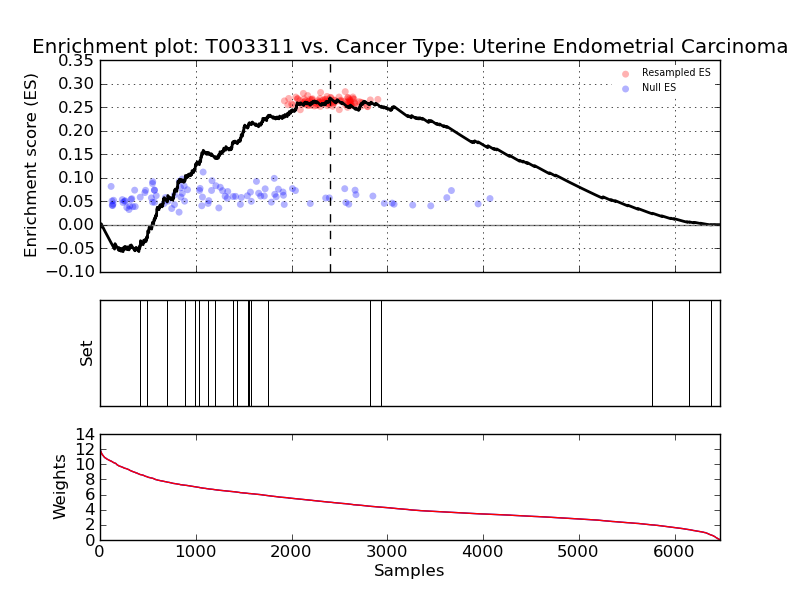 Enrichment plot: T003311 vs. Cancer Type: Uterine Endometrial Carcinoma
Enrichment score (ES)
0.35
0.30
0.25
0.20
0.15
0.10
0.05
0.00
−0.05
−0.10
Resampled ES
Null ES
Set
Weights
14
12
10
8
6
4
2
0
0 1000 2000 3000 4000 5000 6000
Samples